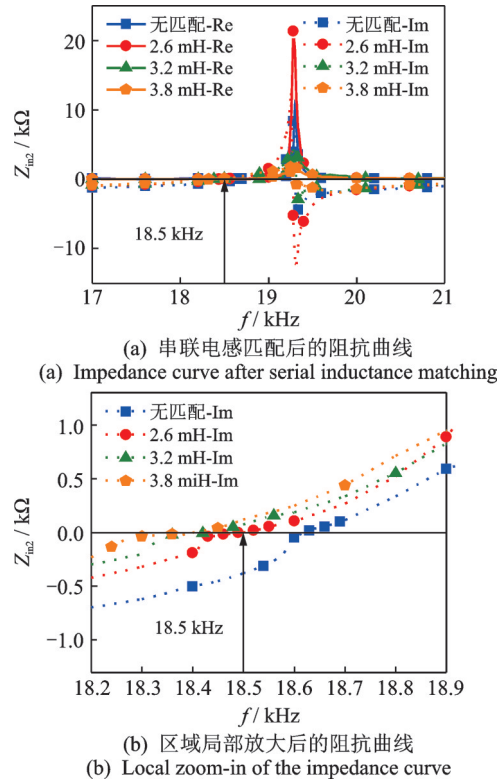 无匹配-Re 无匹配-Im
2.6 mH-Re 2.6 mH-Im
3.2 mH-Re 3.2 mH-Im
3.8 mH-Re 3.8 mH-Im
20
10
0
−10
Zin2 / kΩ
18.5 kHz
17 18 19 20 21
f / kHz
(a) 串联电感匹配后的阻抗曲线
(a) Impedance curve after serial inductance matching
无匹配-Im
2.6 mH-Im
3.2 mH-Im
3.8 miH-Im
1.0
0.5
0.0
−0.5
−1.0
Zin2 / kΩ
18.5 kHz
18.2 18.3 18.4 18.5 18.6 18.7 18.8 18.9
f / kHz
(b) 区域局部放大后的阻抗曲线
(b) Local zoom-in of the impedance curve